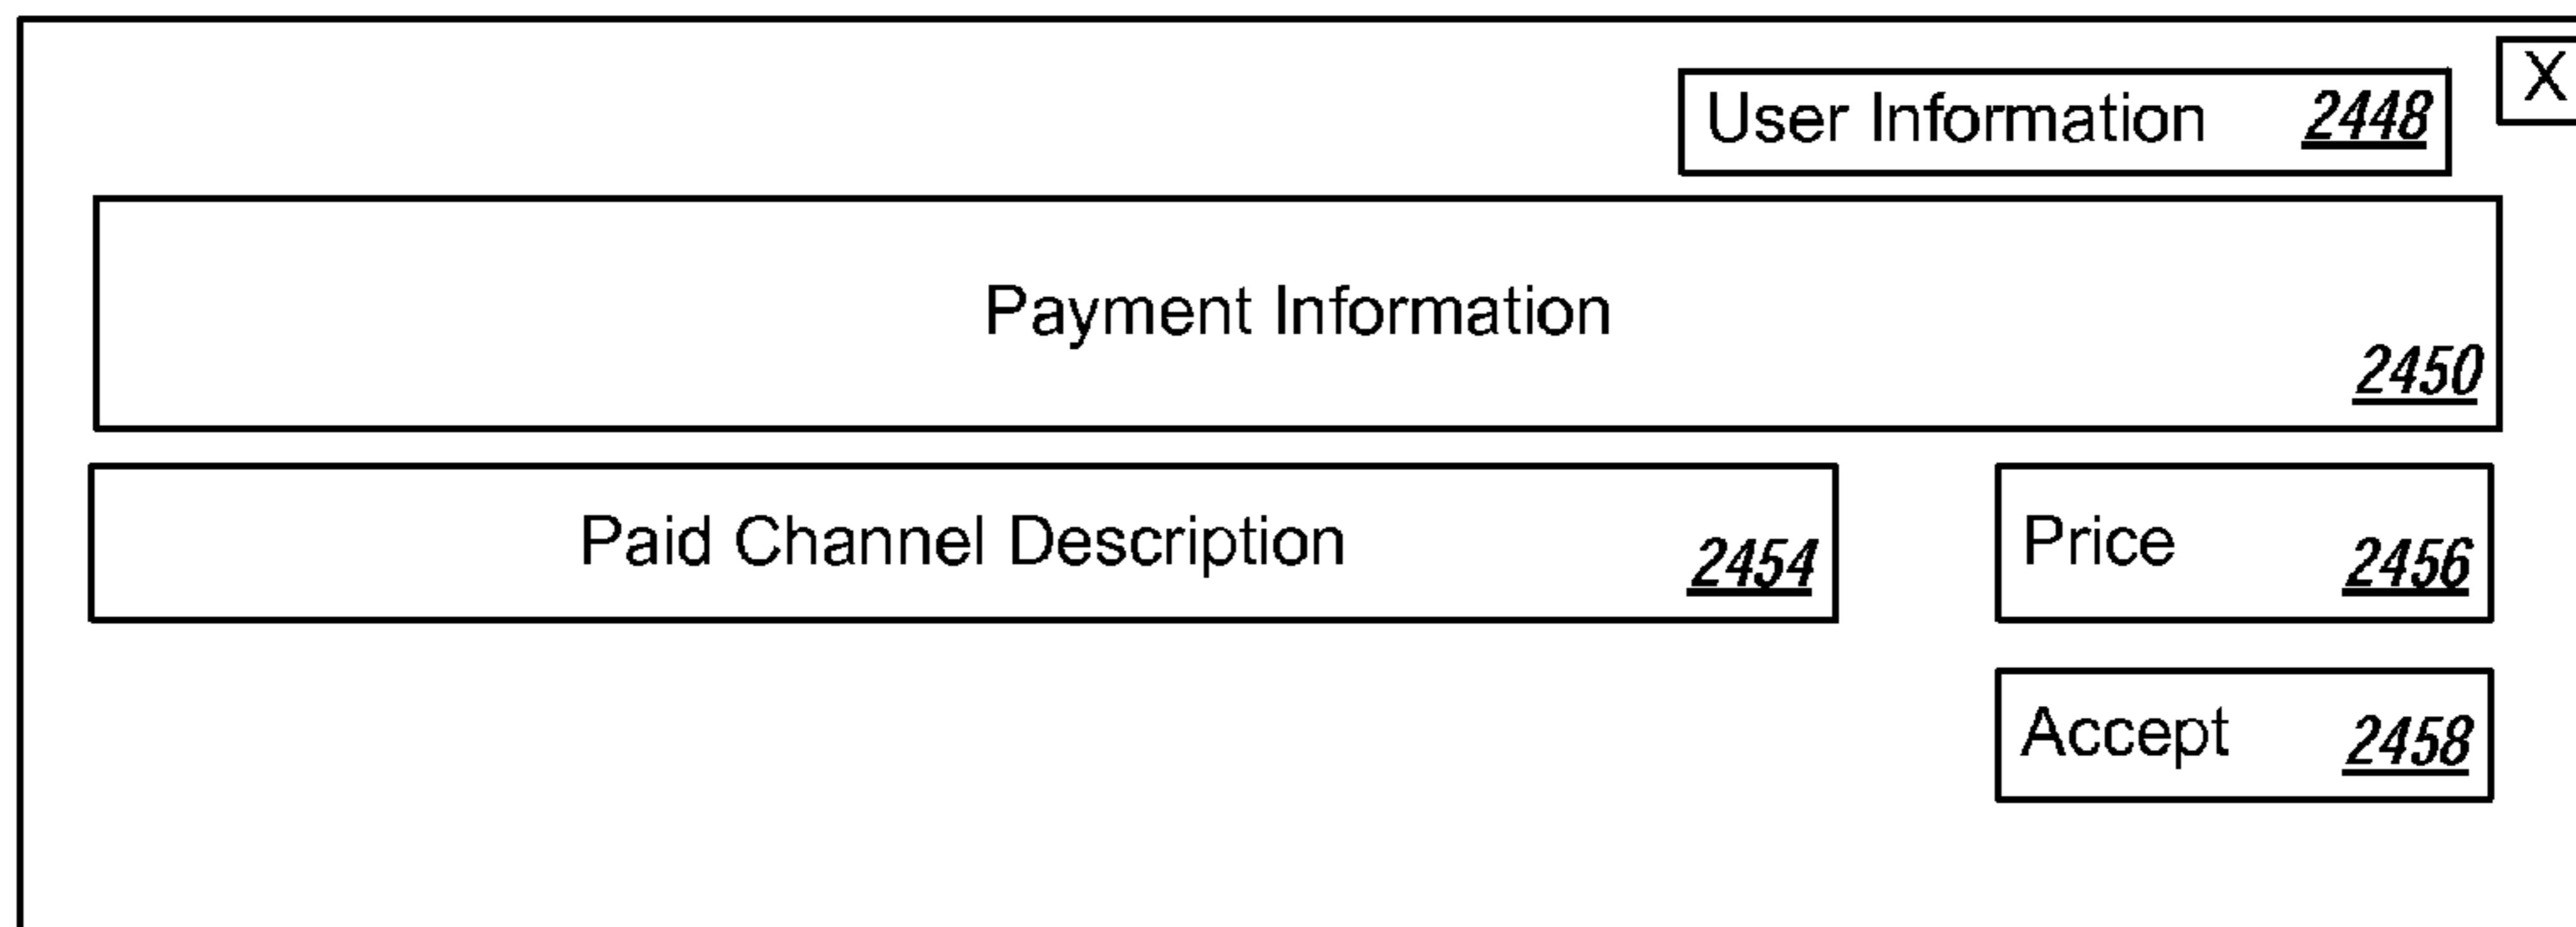 X
User Information 2448
Payment Information
2450
Paid Channel Description 2454
Price 2456
Accept 2458